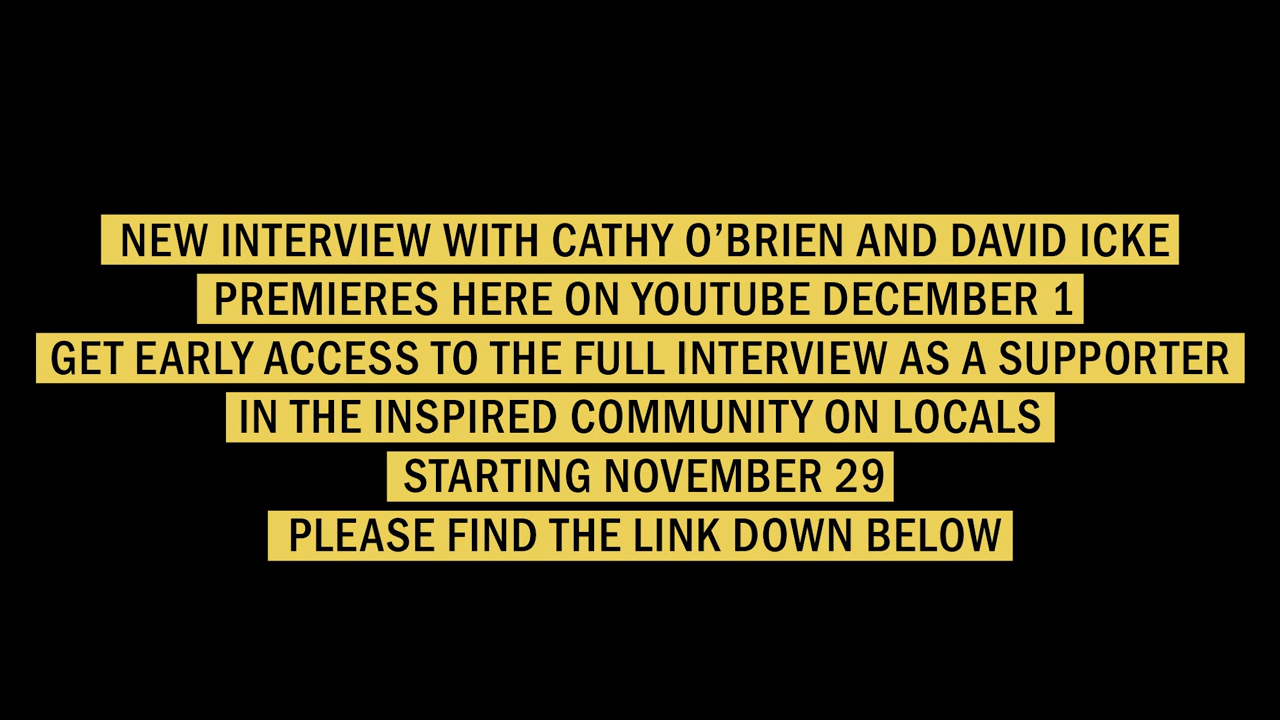 NEW INTERVIEW WITH CATHY O’BRIEN AND DAVID ICKE
PREMIERES HERE ON YOUTUBE DECEMBER 1
GET EARLY ACCESS TO THE FULL INTERVIEW AS A SUPPORTER
IN THE INSPIRED COMMUNITY ON LOCALS
STARTING NOVEMBER 29
PLEASE FIND THE LINK DOWN BELOW